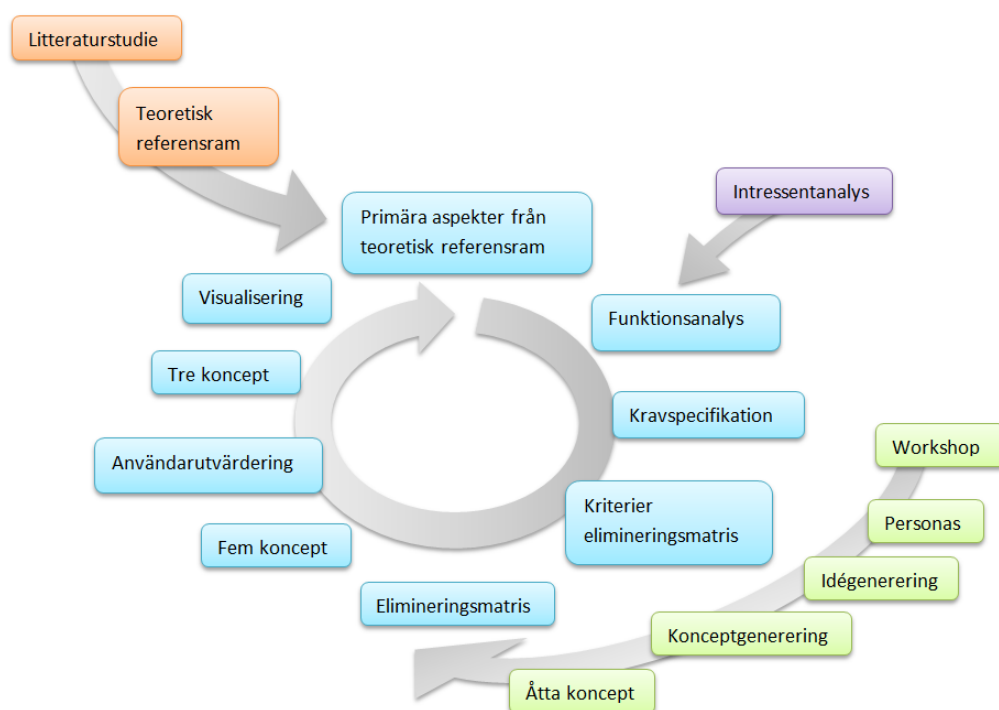 Litteraturstudie
Teoretisk
referensram
Primära aspekter från
teoretisk referensram
Intressentanalys
Funktionsanalys
Kravspecifikation
Kriterier
elimineringsmatris
Elimineringsmatris
Fem koncept
Användarutvärdering
Tre koncept
Visualisering
Workshop
Personas
Idégenerering
Konceptgenerering
Åtta koncept